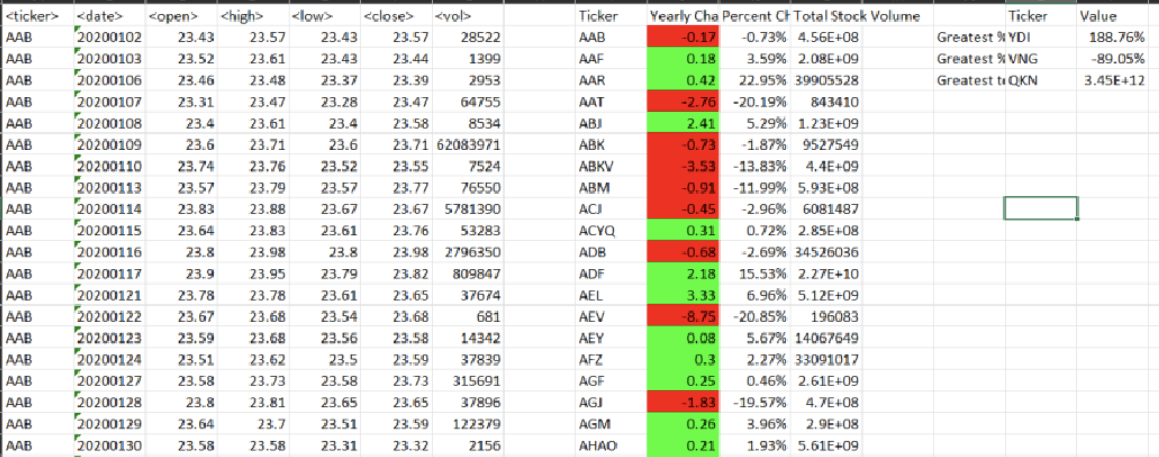 <ticker> <date> <open> <high> <low> <close> <vol> Ticker Yearly Cha Percent Ch Total Stock Volume Ticker Value
AAB 20200102 23.43 23.57 23.43 23.57 28522 AAB -0.17 -0.73% 4.56E+08 Greatest % YDI 188.76%
AAB 20200103 23.52 23.61 23.43 23.44 1399 AAF 0.18 3.59% 2.08E+09 Greatest % VNG -89.05%
AAB 20200106 23.46 23.48 23.37 23.39 2953 AAR 0.42 22.95% 39905528 Greatest t QKN 3.45E+12
AAB 20200107 23.31 23.47 23.28 23.47 64755 AAT -2.76 -20.19% 843410
AAB 20200108 23.4 23.61 23.4 23.58 8534 ABJ 2.41 5.29% 1.23E+09
AAB 20200109 23.6 23.71 23.6 23.71 62083971 ABK -0.73 -1.87% 9527549
AAB 20200110 23.74 23.76 23.52 23.55 7524 ABKV -3.53 -13.83% 4.4E+09
AAB 20200113 23.57 23.79 23.57 23.77 76550 ABM -0.91 -11.99% 5.93E+08
AAB 20200114 23.83 23.88 23.67 23.67 5781390 ACJ -0.45 -2.96% 6081487
AAB 20200115 23.64 23.83 23.61 23.76 53283 ACYQ 0.31 0.72% 2.85E+08
AAB 20200116 23.8 23.98 23.8 23.98 2796350 ADB -0.68 -2.69% 34526036
AAB 20200117 23.9 23.95 23.79 23.82 809847 ADF 2.18 15.53% 2.27E+10
AAB 20200121 23.78 23.78 23.61 23.65 37674 AEL 3.33 6.96% 5.12E+09
AAB 20200122 23.67 23.68 23.54 23.68 681 AEV -8.75 -20.85% 196083
AAB 20200123 23.59 23.68 23.56 23.58 14342 AEY 0.08 5.67% 14067649
AAB 20200124 23.51 23.62 23.5 23.59 37839 AFZ 0.3 2.27% 33091017
AAB 20200127 23.58 23.73 23.58 23.73 315691 AGF 0.25 0.46% 2.61E+09
AAB 20200128 23.8 23.81 23.65 23.65 37896 AGJ -1.83 -19.57% 4.7E+08
AAB 20200129 23.64 23.7 23.51 23.59 122379 AGM 0.26 3.96% 2.9E+08
AAB 20200130 23.58 23.58 23.31 23.32 2156 AHAO 0.21 1.93% 5.61E+09